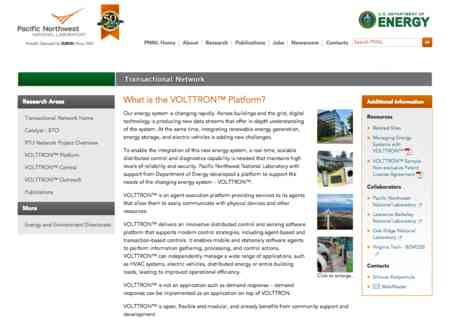 Pacific Northwest
NATIONAL LABORATORY
Proudly Operated by Battelle Since 1965
50
U.S. DEPARTMENT OF
ENERGY
PNNL Home | About | Research | Publications | Jobs | Newsroom | Contacts
Search PNNL
Transactional Network
Research Areas
Transactional Network Home
Catalyst - BTO
RTU Network Project Overview
VOLTTRON™ Platform
VOLTTRON™ Central
VOLTTRON™ Outreach
Publications
More
Energy and Environment Directorate
What is the VOLTTRON™ Platform?
Our energy system is changing rapidly. Across buildings and the grid, digital
technology is producing new data streams that offer in-depth understanding
of the system. At the same time, integrating renewable energy generation,
energy storage, and electric vehicles is adding new challenges.
To enable the integration of this new energy system, a real-time, scalable
distributed control and diagnostics capability is needed that maintains high
levels of reliability and security. Pacific Northwest National Laboratory with
support from Department of Energy developed a platform to support the
needs of the changing energy system - VOLTTRON™.
VOLTTRON™ is an agent execution platform providing services to its agents
that allow them to easily communicate with physical devices and other
resources.
VOLTTRON™ delivers an innovative distributed control and sensing software
platform that supports modern control strategies, including agent-based and
transaction-based controls. It enables mobile and stationary software agents
to perform information gathering, processing, and control actions.
VOLTTRON™ can independently manage a wide range of applications, such
as HVAC systems, electric vehicles, distributed energy or entire building
loads, leading to improved operational efficiency.
VOLTTRON™ is not an application such as demand response - demand
response can be implemented as an application on top of VOLTTRON.
VOLTTRON™ is open, flexible and modular, and already benefits from community support and
development.
Click to enlarge.
Additional Information
Resources
Related Sites
Managing Energy
Systems with
VOLTTRON™
VOLTTRON™ Sample
Non-exclusive Patent
License Agreement
Collaborators
Pacific Northwest
National Laboratory
Lawrence Berkeley
National Laboratory
Oak Ridge National
Laboratory
Virginia Tech - BEMOSS
Contacts
Srinivas Katipamula
WebMaster